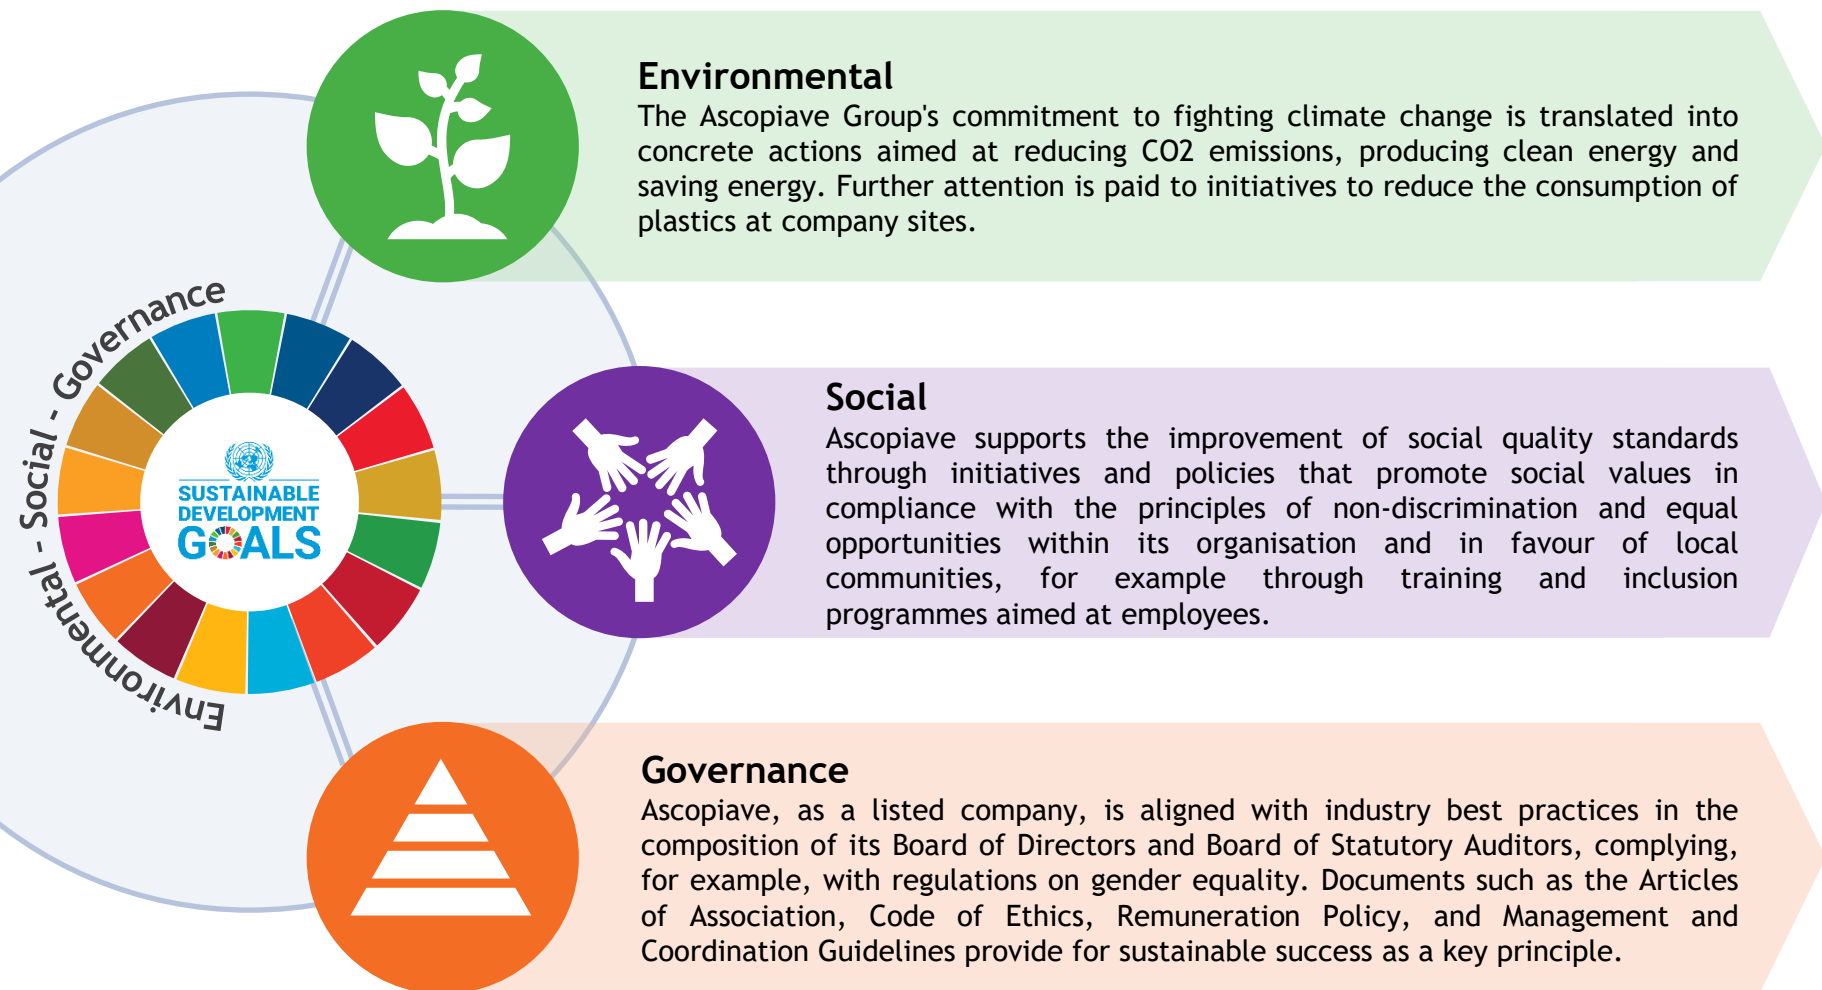 Environmental
The Ascopiave Group's commitment to fighting climate change is translated into
concrete actions aimed at reducing CO2 emissions, producing clean energy and
saving energy. Further attention is paid to initiatives to reduce the consumption of
plastics at company sites.
Environmental - Social - Governance
SUSTAINABLE
DEVELOPMENT
GOALS
Social
Ascopiave supports the improvement of social quality standards
through initiatives and policies that promote social values in
compliance with the principles of non-discrimination and equal
opportunities within its organisation and in favour of local
communities, for example through training and inclusion
programmes aimed at employees.
Governance
Ascopiave, as a listed company, is aligned with industry best practices in the
composition of its Board of Directors and Board of Statutory Auditors, complying,
for example, with regulations on gender equality. Documents such as the Articles
of Association, Code of Ethics, Remuneration Policy, and Management and
Coordination Guidelines provide for sustainable success as a key principle.